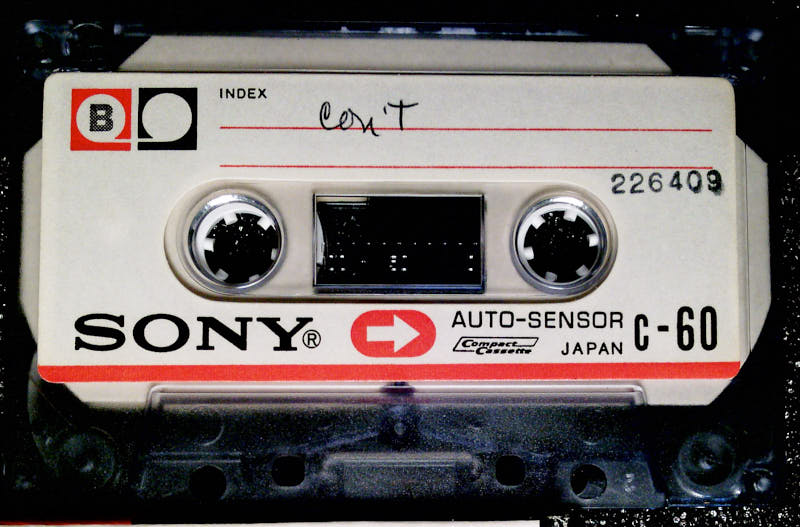 B
INDEX
Con't
226409
SONY®
AUTO-SENSOR
Compact Cassette
JAPAN
C-60